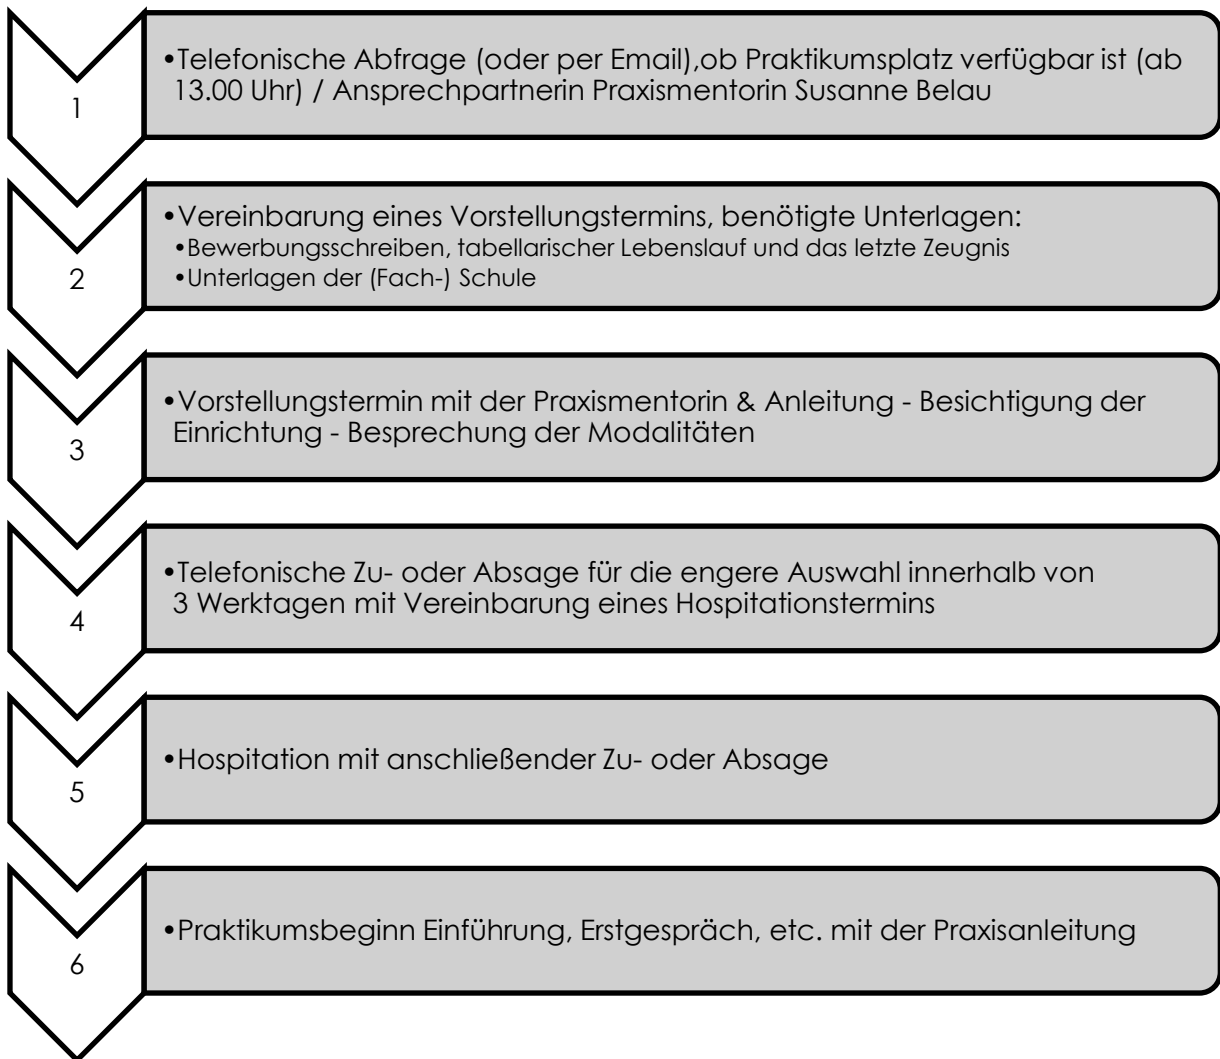 1
•Telefonische Abfrage (oder per Email),ob Praktikumsplatz verfügbar ist (ab
13.00 Uhr) / Ansprechpartnerin Praxismentorin Susanne Belau
2
•Vereinbarung eines Vorstellungstermins, benötigte Unterlagen:
•Bewerbungsschreiben, tabellarischer Lebenslauf und das letzte Zeugnis
•Unterlagen der (Fach-) Schule
3
•Vorstellungstermin mit der Praxismentorin & Anleitung - Besichtigung der
Einrichtung - Besprechung der Modalitäten
4
•Telefonische Zu- oder Absage für die engere Auswahl innerhalb von
3 Werktagen mit Vereinbarung eines Hospitationstermins
5
•Hospitation mit anschließender Zu- oder Absage
6
•Praktikumsbeginn Einführung, Erstgespräch, etc. mit der Praxisanleitung